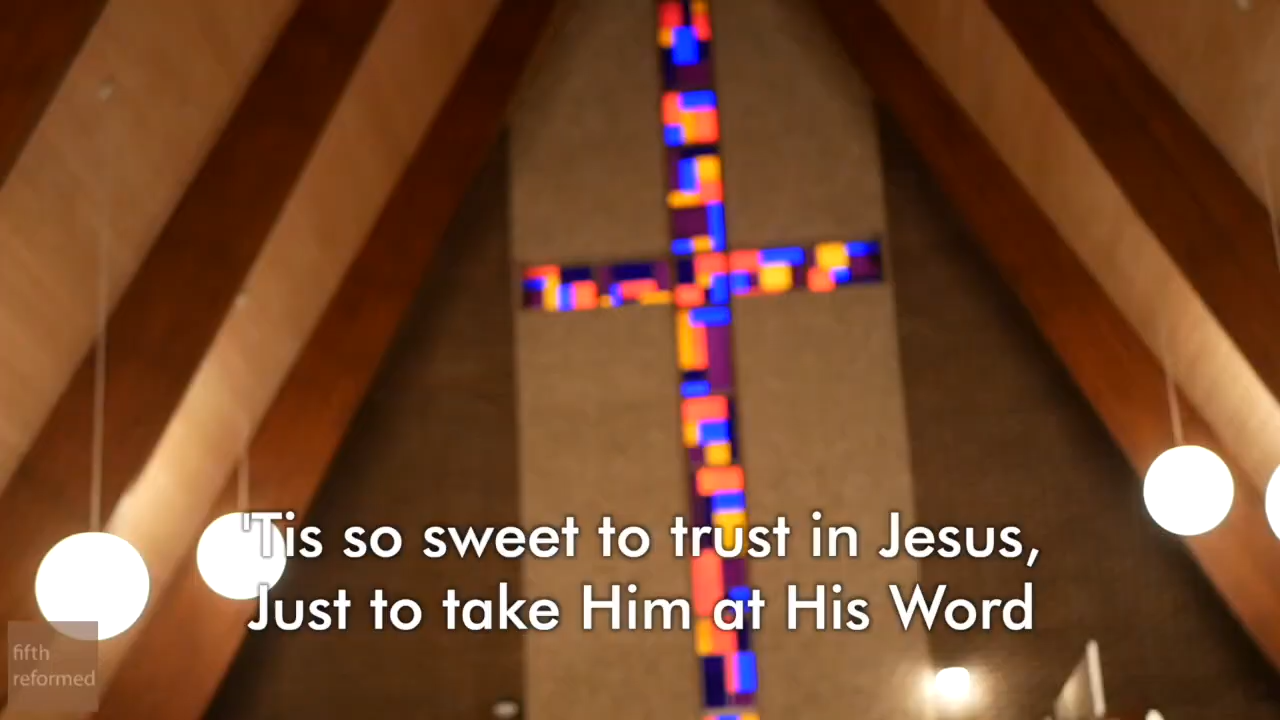 'Tis so sweet to trust in Jesus,
Just to take Him at His Word
fifth
reformed